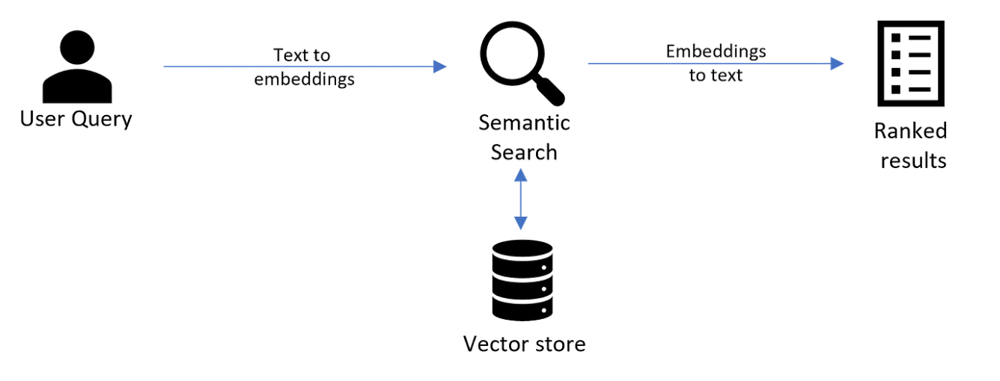 User Query
Text to
embeddings
Semantic
Search
Embeddings
to text
Ranked
results
Vector store